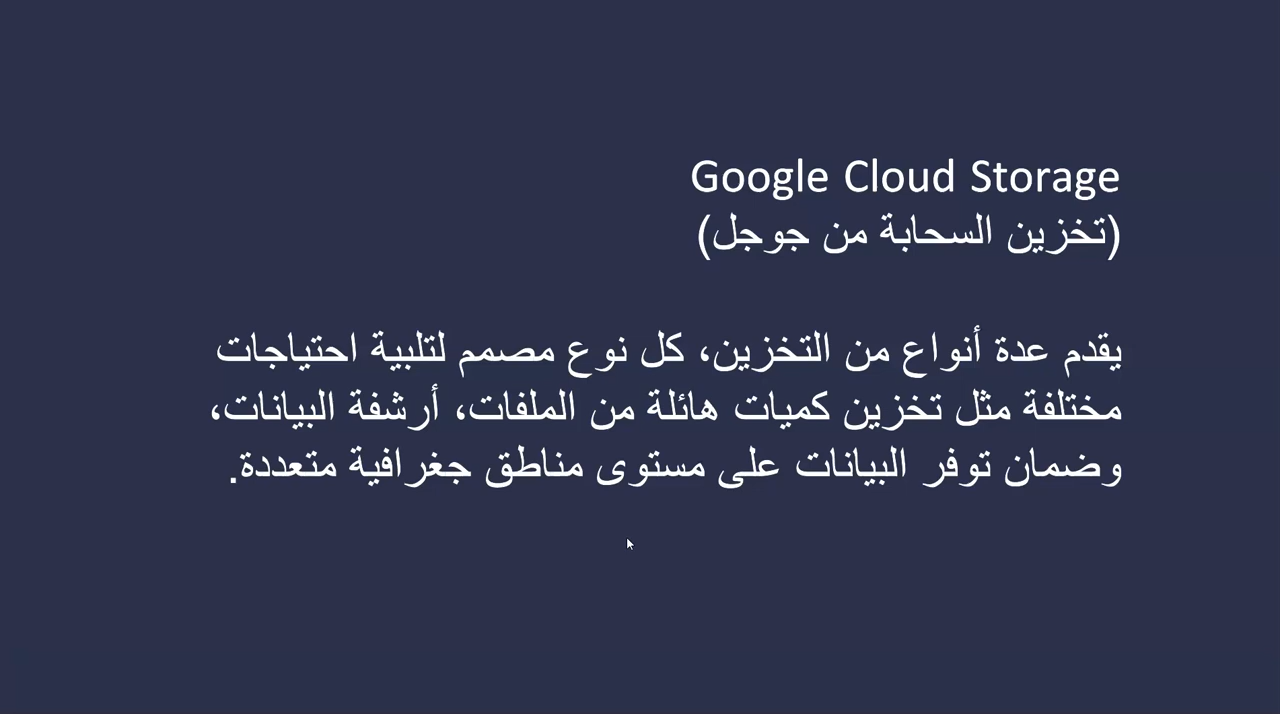 Google Cloud Storage
(تخزين السحابة من جوجل)
يقدم عدة أنواع من التخزين، كل نوع مصمم لتلبية احتياجات
مختلفة مثل تخزين كميات هائلة من الملفات، أرشفة البيانات،
وضمان توفر البيانات على مستوى مناطق جغرافية متعددة.